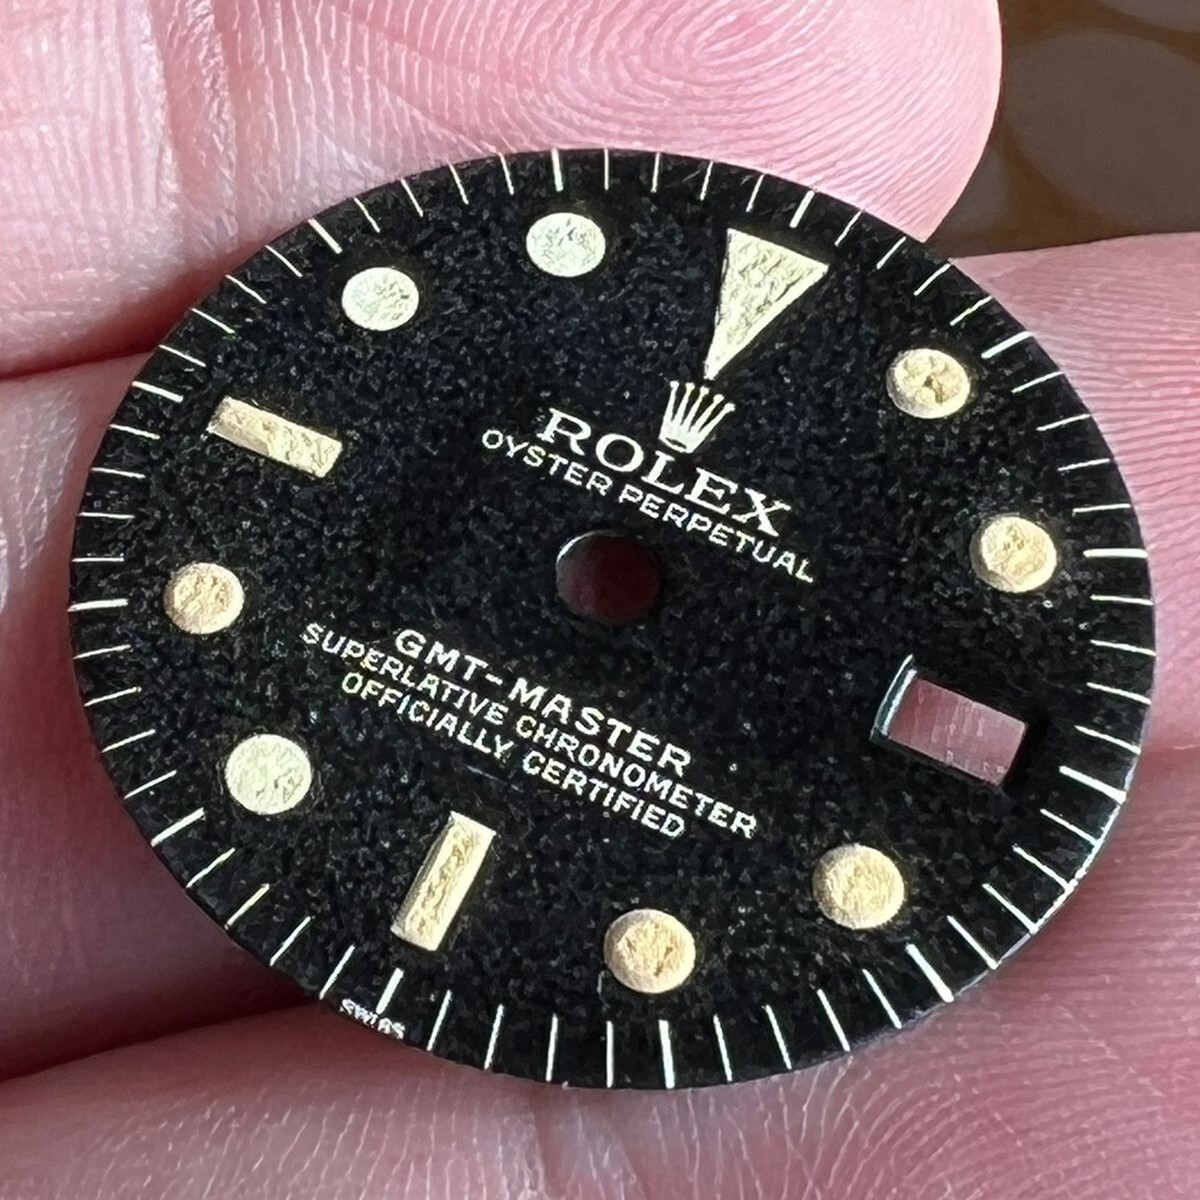 ROLEX
OYSTER PERPETUAL
GMT-MASTER
SUPERLATIVE CHRONOMETER
OFFICIALLY CERTIFIED
SWISS